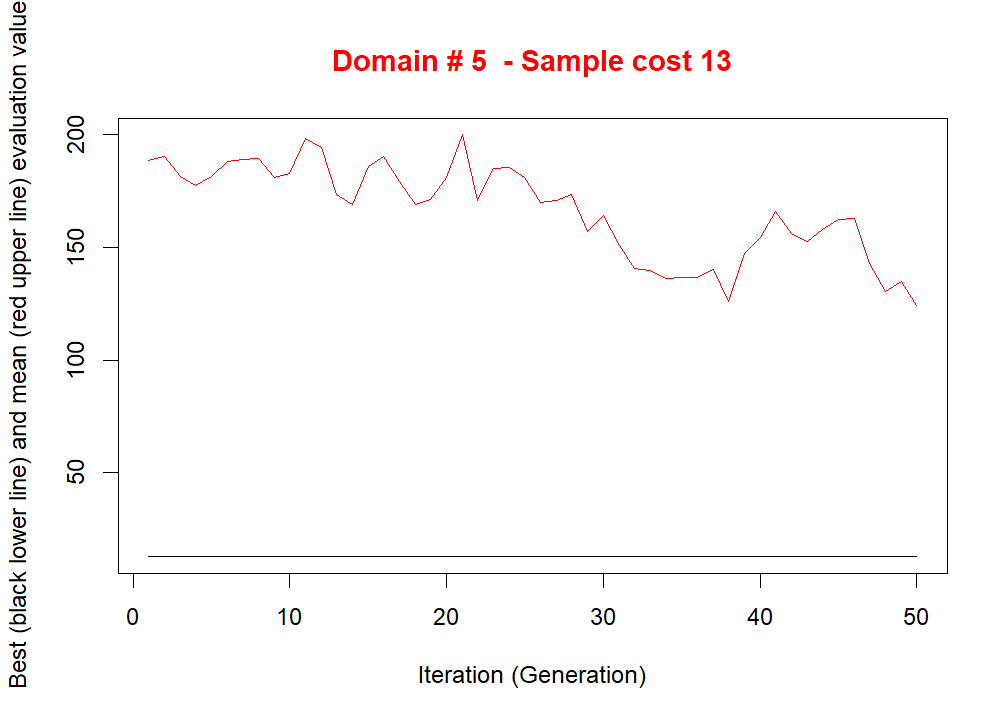 Domain # 5  - Sample cost 13
Best (black lower line) and mean (red upper line) evaluation value
200
150
100
50
0 10 20 30 40 50
Iteration (Generation)